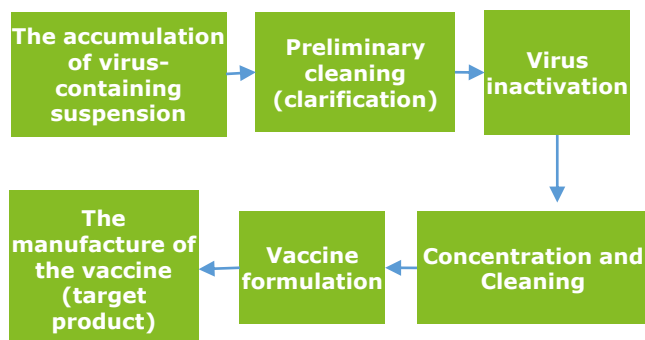 The accumulation
of virus-
containing
suspension
Preliminary
cleaning
(clarification)
Virus
inactivation
Concentration and
Cleaning
Vaccine
formulation
The
manufacture of
the vaccine
(target
product)